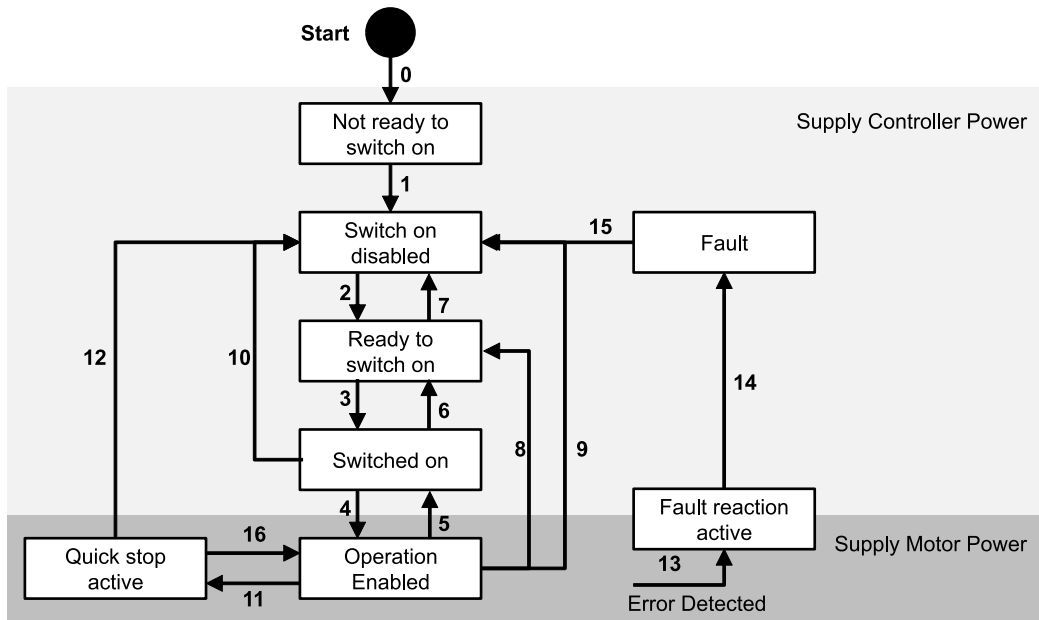 Start
0
Not ready to
switch on
Supply Controller Power
1
Switch on
disabled
15
Fault
2
7
Ready to
switch on
12
10
14
3
6
8
9
Switched on
4
5
Fault reaction
active
16
Quick stop
active
Operation
Enabled
Supply Motor Power
13
11
Error Detected